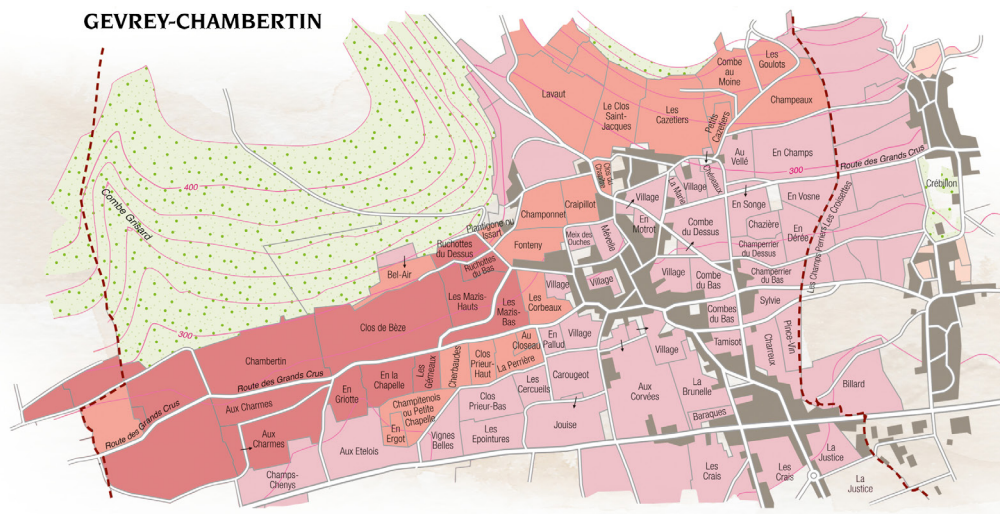 GEVREY-CHAMBERTIN
Combe
au
Moine
Les
Goulots
Lavaut
Le Clos
Saint-
Jacques
Les
Cazetiers
Petits
Cazetiers
Champeaux
400
Combe Grisard
Clos du
Chapitre
Au
Vellé
En Champs
300
Route des Grands Crus
Crébillon
Village
La Marie
Village
En Songe
En Vosne
Les Croisettes
Plantigone ou
Issart
Champonnet
Craipillot
En
Motrot
Combe
du Dessus
Chazière
En
Dérée
Ruchottes
du Dessus
Fonteny
Meix des
Ouches
Mévelle
Champerrier
du Dessus
Les Champs Perriers
Bel-Air
Ruchottes
du Bas
Village
Village
Village
Combe
du Bas
Champerrier
du Bas
Les Mazis-
Hauts
Les
Mazis-
Bas
Les
Corbeaux
Sylvie
Combes
du Bas
300
Clos de Bèze
Au
Closeau
En
Pallud
Village
Village
Tamisot
Charreux
Pince-Vin
Chambertin
Route des Grands Crus
En
Griotte
En la
Chapelle
Les
Gémeaux
Cherbaudes
Clos
Prieur-
Haut
La Perrière
Les
Cercueils
Carougeot
Aux
Corvées
La
Brunelle
Billard
Route des Grands Crus
Aux Charmes
Champitenois
ou Petite
Chapelle
Clos
Prieur-Bas
Baraques
Aux
Charmes
En
Ergot
Vignes
Belles
Les
Epointures
Jouise
Aux Etelois
Champs-
Chenys
Les
Crais
Les
Crais
La
Justice
La
Justice